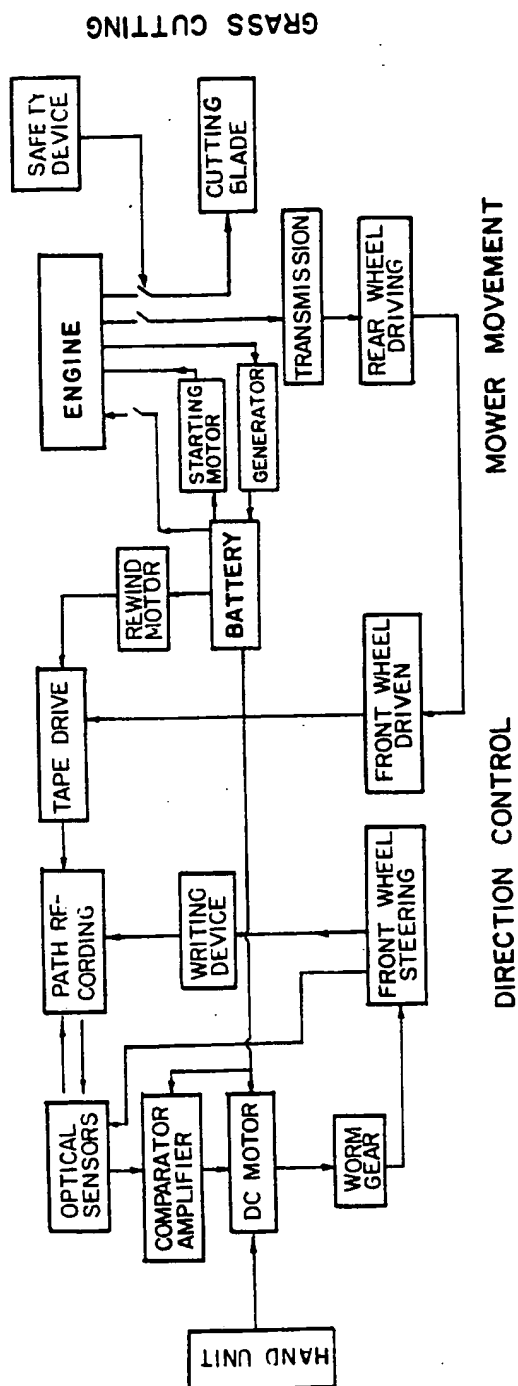 GRASS CUTTING
SAFETY
DEVICE
CUTTING
BLADE
ENGINE
TRANSMISSION
REAR WHEEL
DRIVING
STARTING
MOTOR
GENERATOR
BATTERY
REWIND
MOTOR
TAPE DRIVE
FRONT WHEEL
DRIVEN
MOWER MOVEMENT
PATH RE-
CORDING
WRITING
DEVICE
FRONT WHEEL
STEERING
OPTICAL
SENSORS
COMPARATOR
AMPLIFIER
DC MOTOR
WORM
GEAR
DIRECTION CONTROL
HAND UNIT